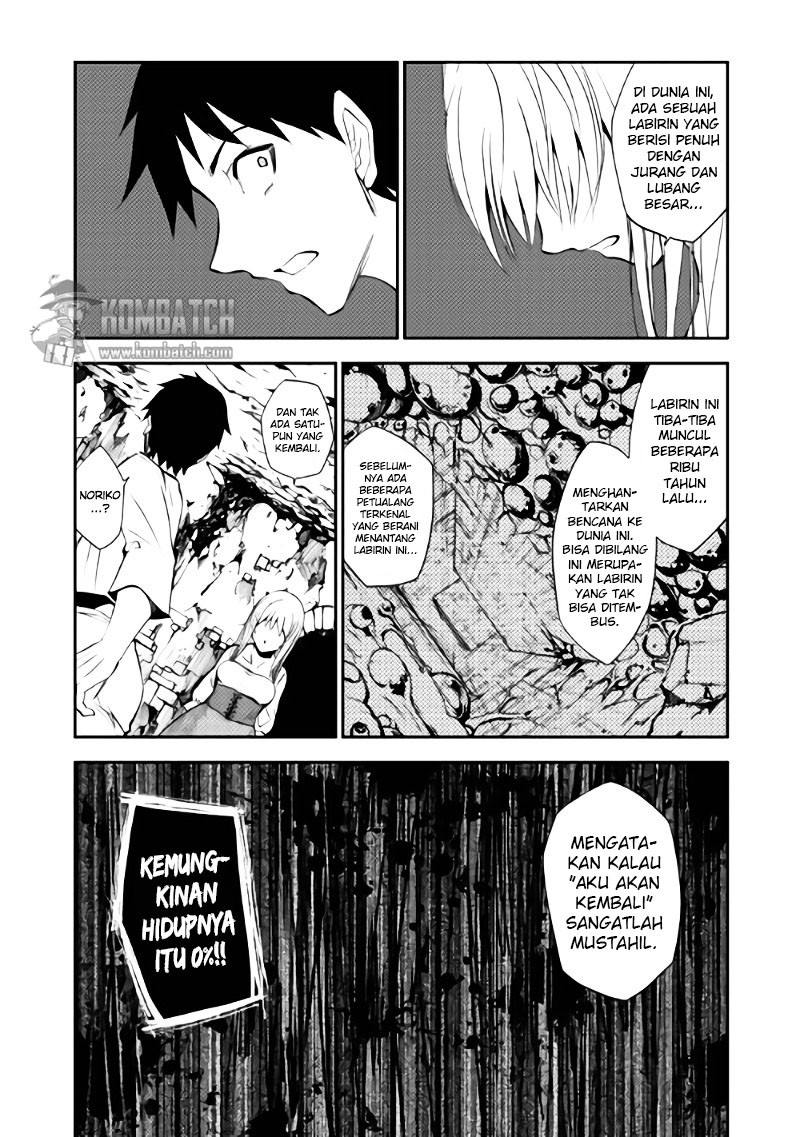 DI DUNIA INI,
ADA SEBUAH
LABIRIN YANG
BERISI PENUH
DENGAN
JURANG DAN
LUBANG
BESAR...
KOMBATCH
www.kombatch.com
LABIRIN INI
TIBA-TIBA
MUNCUL
BEBERAPA
RIBU
TAHUN
LALU...
MENGHAN-
TARKAN
BENCANA KE
DUNIA INI.
BISA DIBILANG
INI MERUPA-
KAN LABIRIN
YANG TAK
BISA DITEM-
BUS.
SEBELUM-
NYA ADA
BEBERAPA
PETUALANG
TERKENAL
YANG BERANI
MENANTANG
LABIRIN INI...
DAN TAK
ADA SATU-
PUN YANG
KEMBALI.
NORIKO
...?
MENGATA-
KAN KALAU
"AKU AKAN
KEMBALI"
SANGATLAH
MUSTAHIL.
KEMUNG-
KINAN
HIDUPNYA
ITU 0%!!